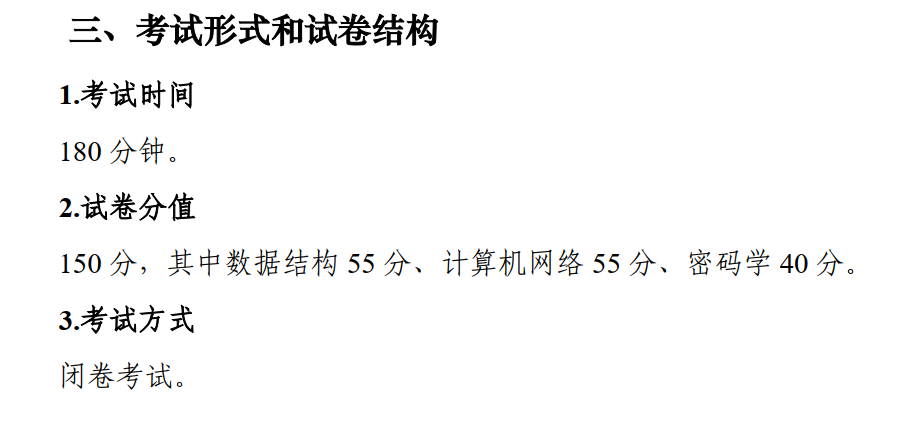 三、考试形式和试卷结构
1.考试时间
180 分钟。
2.试卷分值
150 分，其中数据结构 55 分、计算机网络 55 分、密码学 40 分。
3.考试方式
闭卷考试。